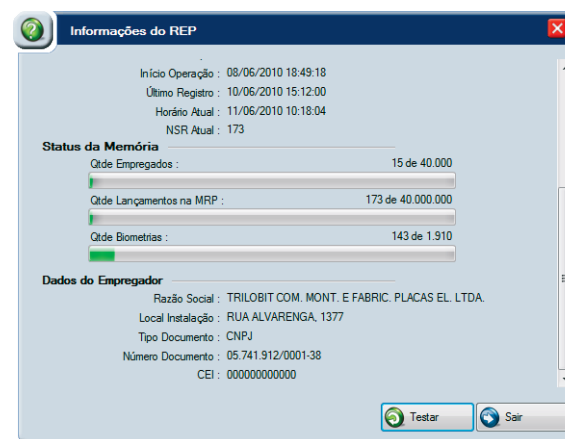 Informações do REP
Início Operação : 08/06/2010 18:49:18
Último Registro : 10/06/2010 15:12:00
Horário Atual : 11/06/2010 10:18:04
NSR Atual : 173
Status da Memória
Qtde Empregados : 15 de 40.000
Qtde Lançamentos na MRP : 173 de 40.000.000
Qtde Biometrias : 143 de 1.910
Dados do Empregador
Razão Social : TRILOBIT COM. MONT. E FABRIC. PLACAS EL. LTDA.
Local Instalação : RUA ALVARENGA, 1377
Tipo Documento : CNPJ
Número Documento : 05.741.912/0001-38
CEI : 000000000000
Testar Sair